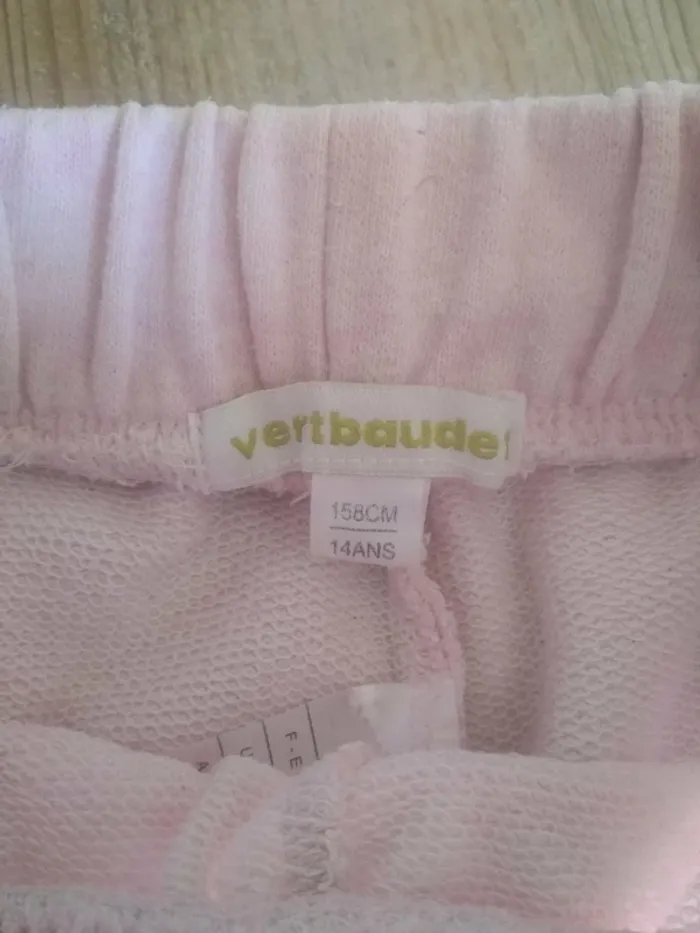 vertbaudet
158CM
14ANS
F-E
U
A